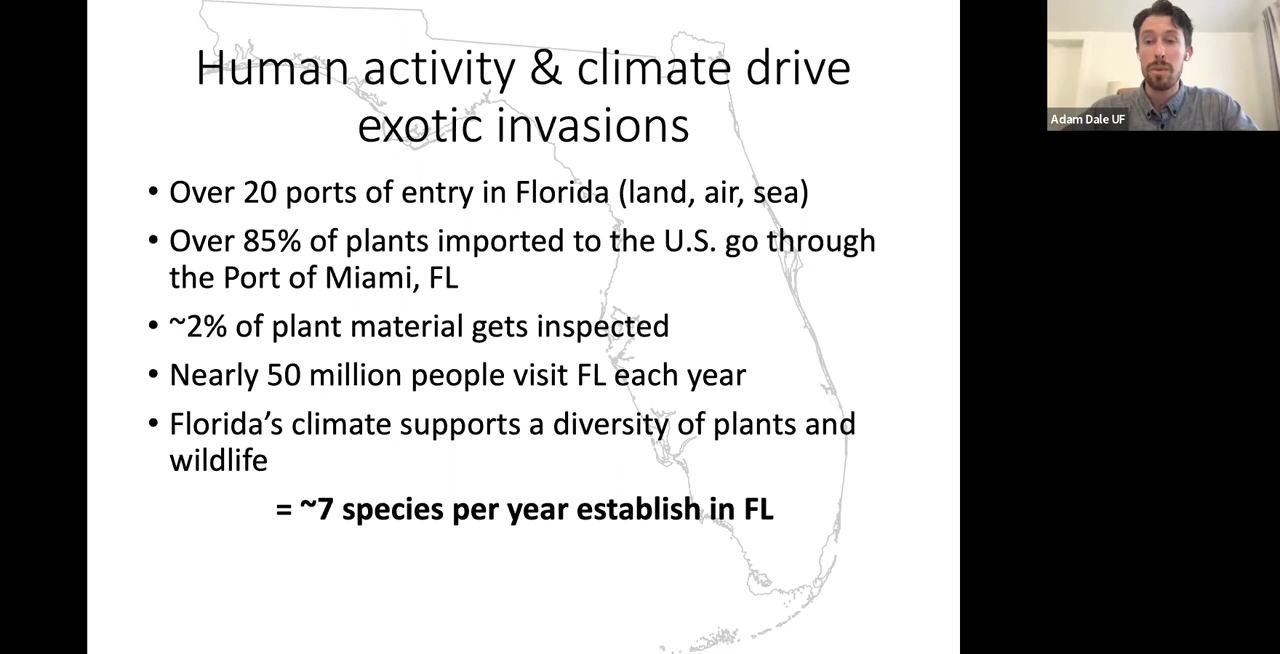 Human activity & climate drive
exotic invasions
• Over 20 ports of entry in Florida (land, air, sea)
• Over 85% of plants imported to the U.S. go through
the Port of Miami, FL
• ~2% of plant material gets inspected
• Nearly 50 million people visit FL each year
• Florida’s climate supports a diversity of plants and
wildlife
= ~7 species per year establish in FL
Adam Dale UF